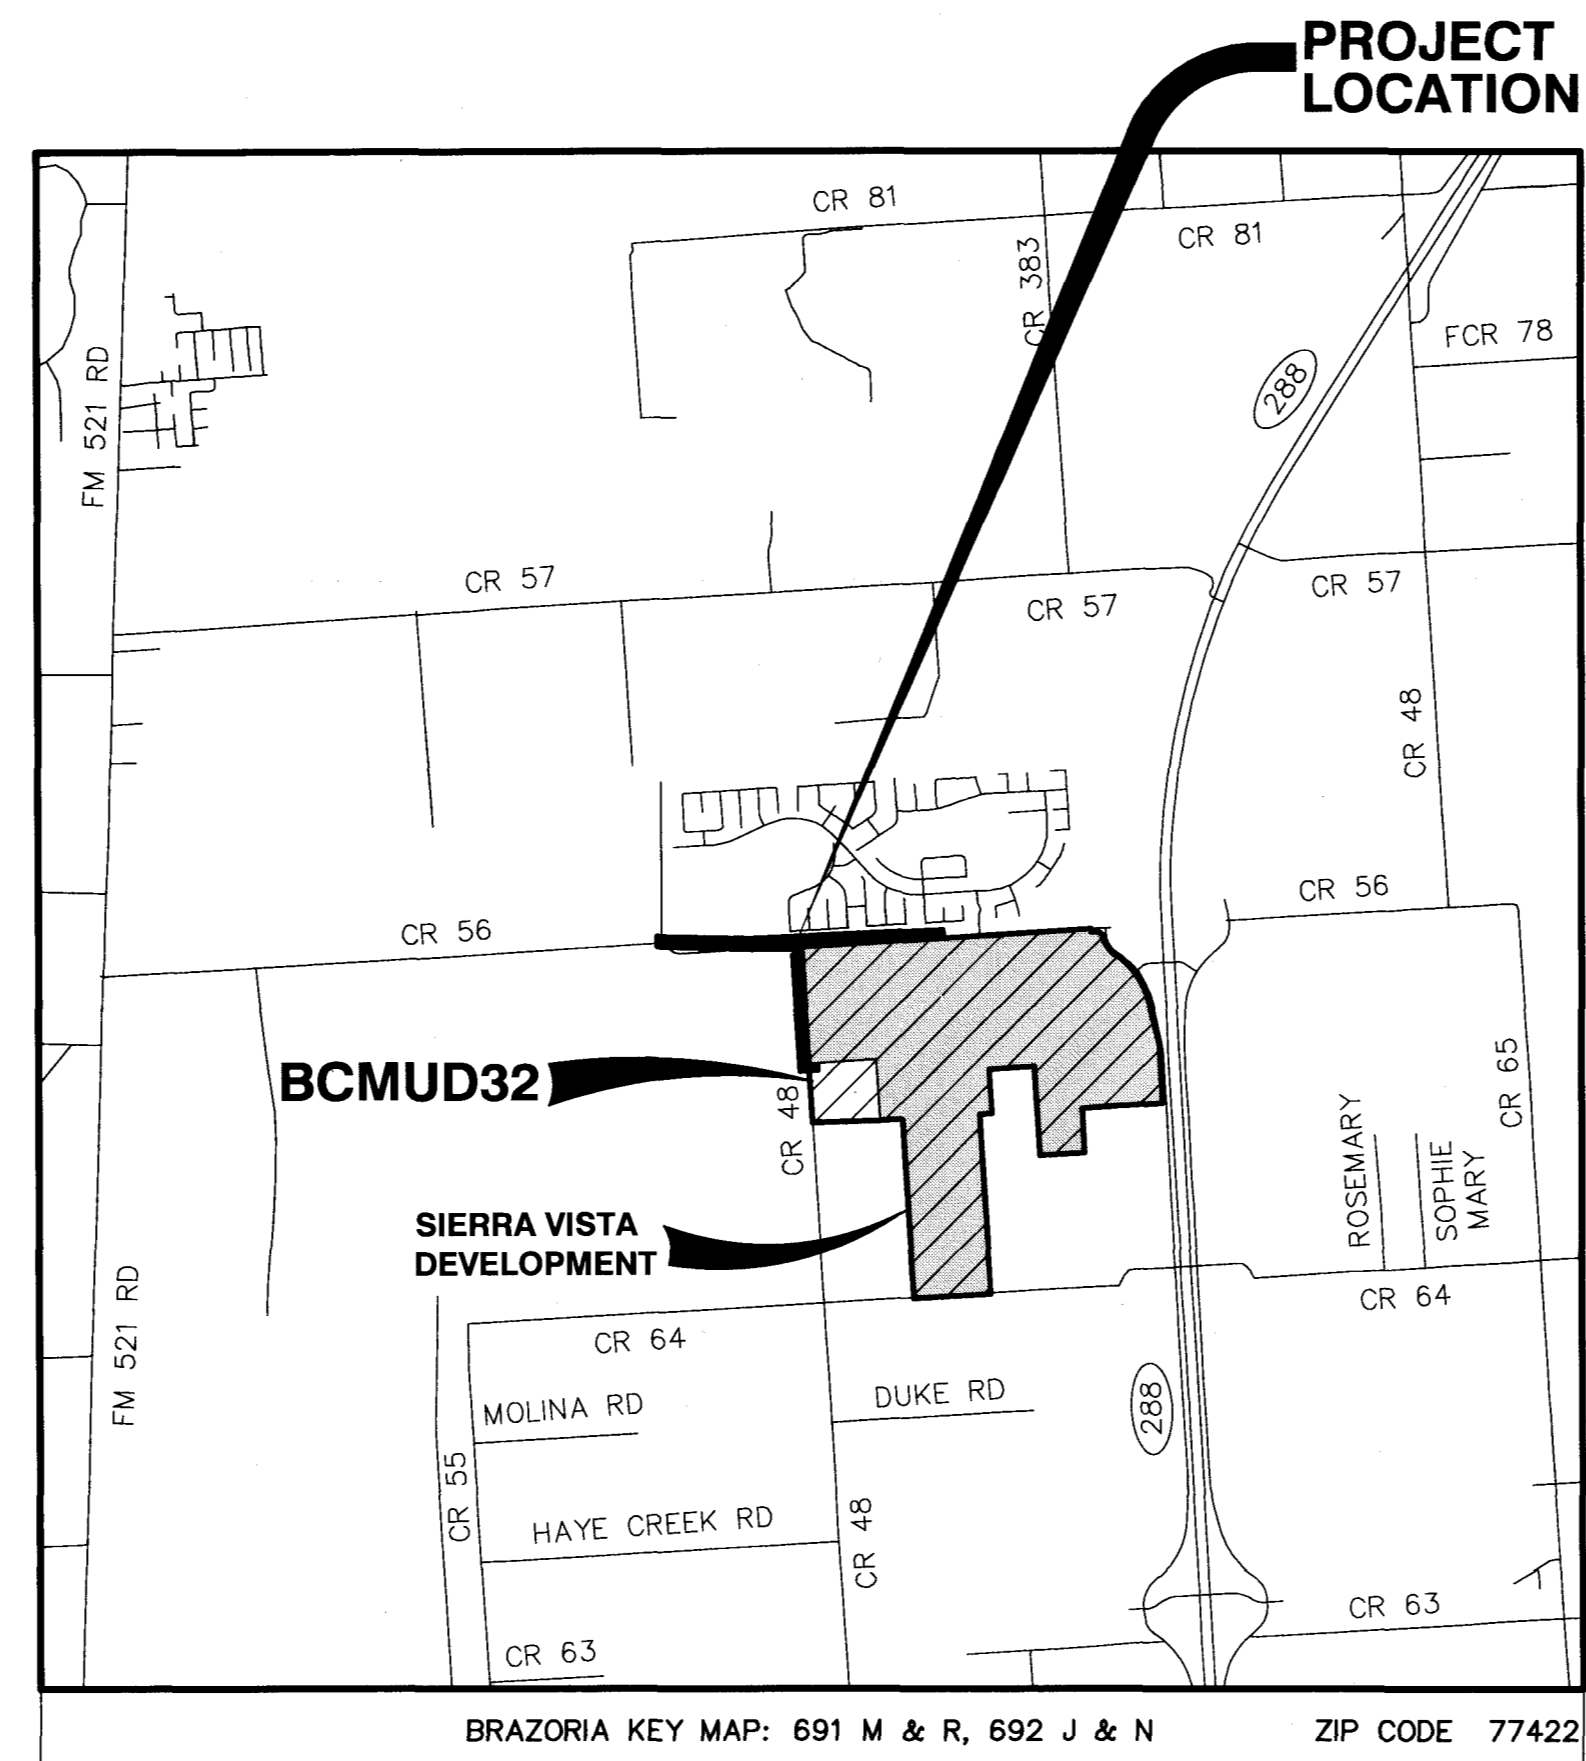 PROJECT
LOCATION
CR 81
CR 81
CR 383
FCR 78
288
FM 521 RD
CR 57
CR 57
CR 57
CR 48
CR 56
CR 56
BCMUD32
CR 48
CR 65
ROSEMARY
SOPHIE
MARY
SIERRA VISTA
DEVELOPMENT
FM 521 RD
CR 64
CR 64
MOLINA RD
DUKE RD
288
CR 55
HAYE CREEK RD
CR 48
CR 63
CR 63
BRAZORIA KEY MAP: 691 M & R, 692 J & N
ZIP CODE 77422